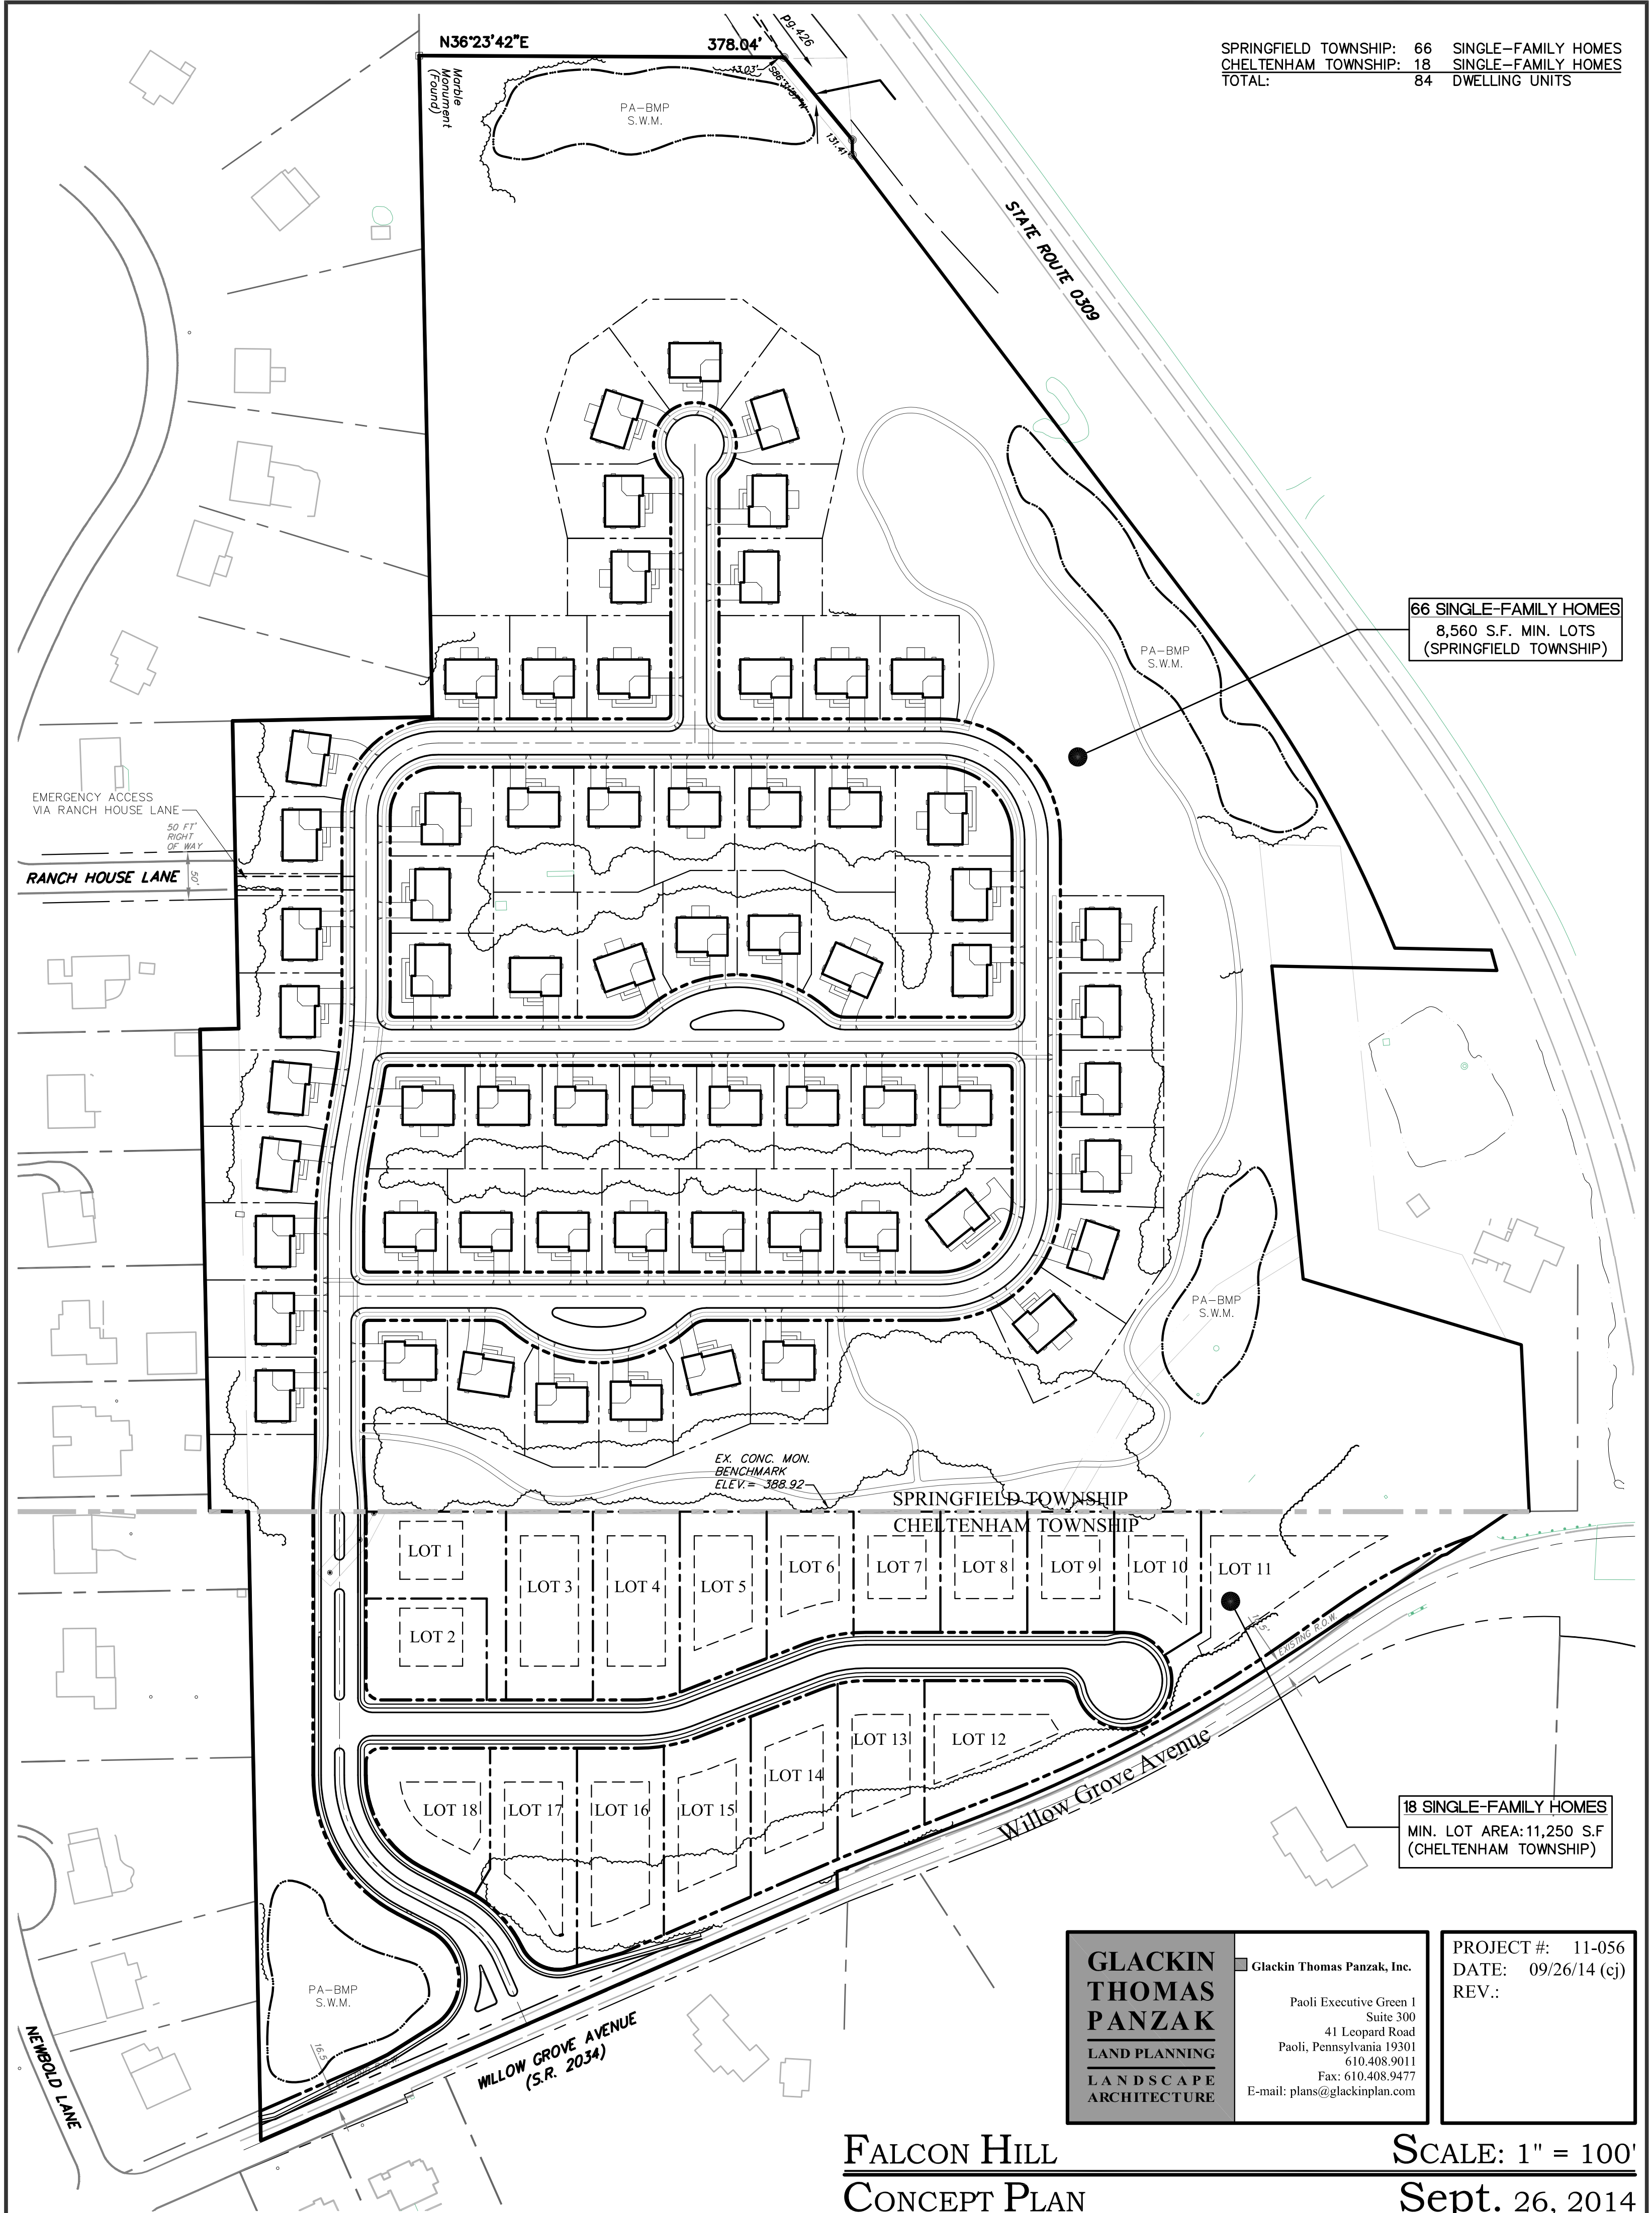 N36°23'42"E
378.04'
pg.426
13.03'
131.41'
Marble
Monument
(Found)
PA-BMP
S.W.M.
SPRINGFIELD TOWNSHIP: 66 SINGLE-FAMILY HOMES
CHELTENHAM TOWNSHIP: 18 SINGLE-FAMILY HOMES
TOTAL: 84 DWELLING UNITS
STATE ROUTE 0309
66 SINGLE-FAMILY HOMES
8,560 S.F. MIN. LOTS
(SPRINGFIELD TOWNSHIP)
PA-BMP
S.W.M.
EMERGENCY ACCESS
VIA RANCH HOUSE LANE
50 FT'
RIGHT
OF WAY
50'
RANCH HOUSE LANE
PA-BMP
S.W.M.
EX. CONC. MON.
BENCHMARK
ELEV.= 388.92
SPRINGFIELD TOWNSHIP
CHELTENHAM TOWNSHIP
LOT 1
LOT 2
LOT 3
LOT 4
LOT 5
LOT 6
LOT 7
LOT 8
LOT 9
LOT 10
LOT 11
EXISTING R.O.W.
16.5'
LOT 12
LOT 13
LOT 14
LOT 15
LOT 16
LOT 17
LOT 18
Willow Grove Avenue
18 SINGLE-FAMILY HOMES
MIN. LOT AREA: 11,250 S.F
(CHELTENHAM TOWNSHIP)
PA-BMP
S.W.M.
16.5
NEWBOLD LANE
WILLOW GROVE AVENUE
(S.R. 2034)
GLACKIN
THOMAS
PANZAK
LAND PLANNING
LANDSCAPE
ARCHITECTURE
Glackin Thomas Panzak, Inc.
Paoli Executive Green 1
Suite 300
41 Leopard Road
Paoli, Pennsylvania 19301
610.408.9011
Fax: 610.408.9477
E-mail: plans@glackinplan.com
PROJECT #: 11-056
DATE: 09/26/14 (cj)
REV.:
FALCON HILL
SCALE: 1" = 100'
CONCEPT PLAN
Sept. 26, 2014